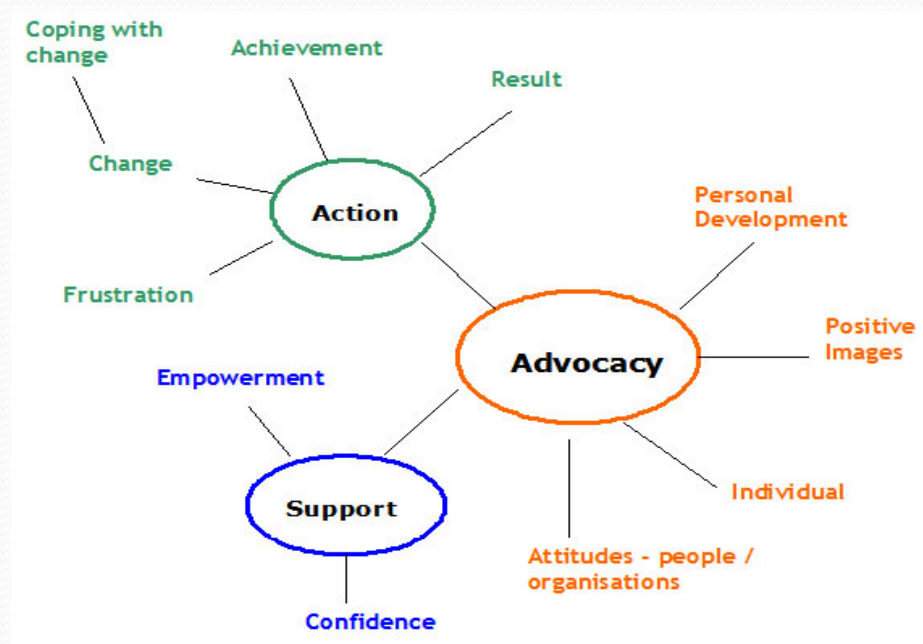 Coping with
change
Achievement
Result
Change
Action
Frustration
Personal
Development
Positive
Images
Advocacy
Empowerment
Support
Confidence
Individual
Attitudes - people /
organisations